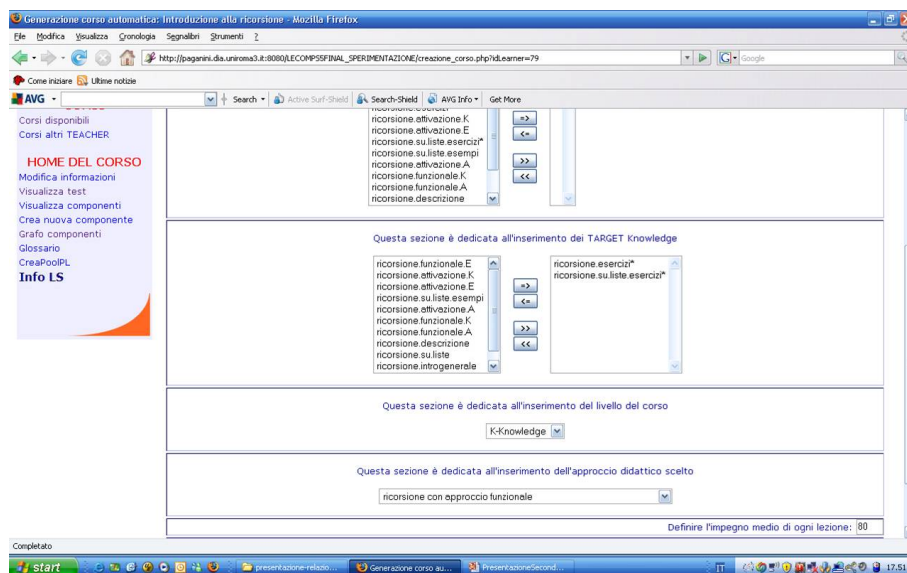 Generazione corso automatica: Introduzione alla ricorsione - Mozilla Firefox
File Modifica Visualizza Cronologia Segnalibri Strumenti ?
http://paganini.dia.uniroma3.it:8080/LECOMPS5FINAL_SPERIMENTAZIONE/creazione_corso.php?idLearner=79
Google
Come iniziare Ultime notizie
AVG Search Active Surf-Shield Search-Shield AVG Info Get More
Corsi disponibili
Corsi altri TEACHER
HOME DEL CORSO
Modifica informazioni
Visualizza test
Visualizza componenti
Crea nuova componente
Grafo componenti
Glossario
CreaPoolPL
Info LS
ricorsione.esercizi
ricorsione.attivazione.K
ricorsione.attivazione.E
ricorsione.su.liste.esercizi*
ricorsione.su.liste.esempi
ricorsione.attivazione.A
ricorsione.funzionale.K
ricorsione.funzionale.A
ricorsione.descrizione
=>
<=
>>
<<
Questa sezione è dedicata all'inserimento dei TARGET Knowledge
ricorsione.funzionale.E
ricorsione.attivazione.K
ricorsione.attivazione.E
ricorsione.su.liste.esempi
ricorsione.attivazione.A
ricorsione.funzionale.K
ricorsione.funzionale.A
ricorsione.descrizione
ricorsione.su.liste
ricorsione.introgenerale
=>
<=
>>
<<
ricorsione.esercizi*
ricorsione.su.liste.esercizi*
Questa sezione è dedicata all'inserimento del livello del corso
K-Knowledge
Questa sezione è dedicata all'inserimento dell'approccio didattico scelto
ricorsione con approccio funzionale
Definire l'impegno medio di ogni lezione: 80
Completato
start
presentazione-relazio...
Generazione corso au...
PresentazioneSecond...
IT
17.51